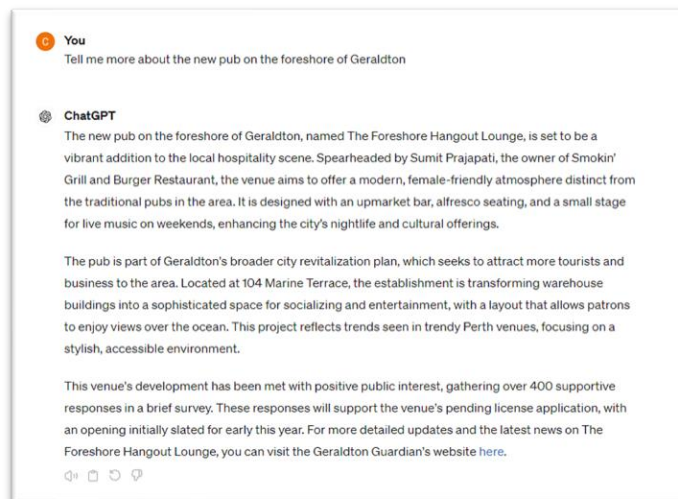 C You
Tell me more about the new pub on the foreshore of Geraldton
ChatGPT
The new pub on the foreshore of Geraldton, named The Foreshore Hangout Lounge, is set to be a
vibrant addition to the local hospitality scene. Spearheaded by Sumit Prajapati, the owner of Smokin'
Grill and Burger Restaurant, the venue aims to offer a modern, female-friendly atmosphere distinct from
the traditional pubs in the area. It is designed with an upmarket bar, alfresco seating, and a small stage
for live music on weekends, enhancing the city's nightlife and cultural offerings.
The pub is part of Geraldton's broader city revitalization plan, which seeks to attract more tourists and
business to the area. Located at 104 Marine Terrace, the establishment is transforming warehouse
buildings into a sophisticated space for socializing and entertainment, with a layout that allows patrons
to enjoy views over the ocean. This project reflects trends seen in trendy Perth venues, focusing on a
stylish, accessible environment.
This venue's development has been met with positive public interest, gathering over 400 supportive
responses in a brief survey. These responses will support the venue's pending license application, with
an opening initially slated for early this year. For more detailed updates and the latest news on The
Foreshore Hangout Lounge, you can visit the Geraldton Guardian's website here.